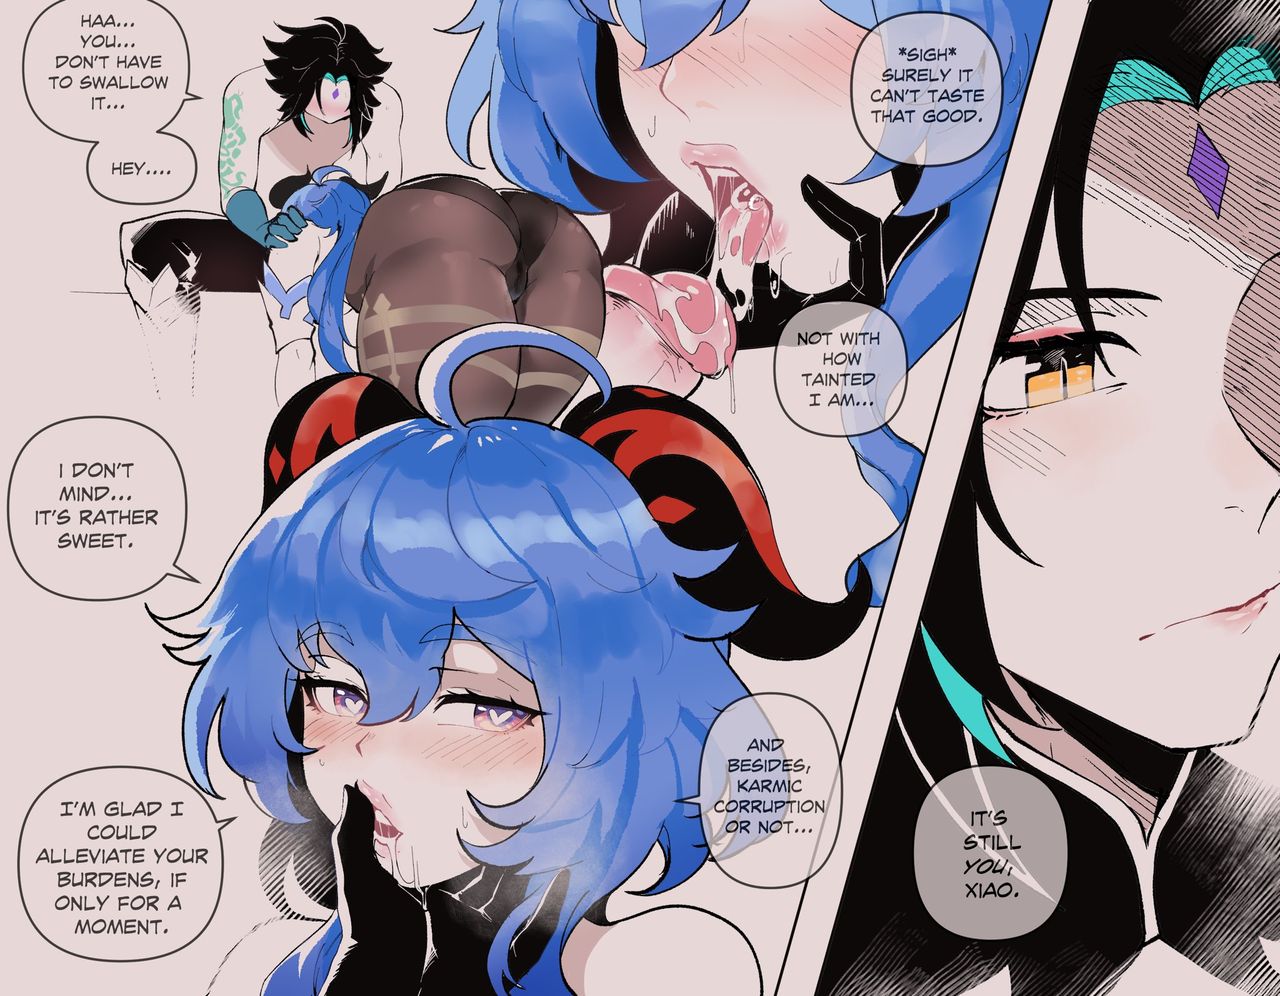 HAA...
YOU...
DON'T HAVE
TO SWALLOW
IT...
HEY....
*SIGH*
SURELY IT
CAN'T TASTE
THAT GOOD.
NOT WITH
HOW
TAINTED
I AM...
I DON'T
MIND...
IT'S RATHER
SWEET.
AND
BESIDES,
KARMIC
CORRUPTION
OR NOT...
I'M GLAD I
COULD
ALLEVIATE YOUR
BURDENS, IF
ONLY FOR A
MOMENT.
IT'S
STILL
YOU,
XIAO.